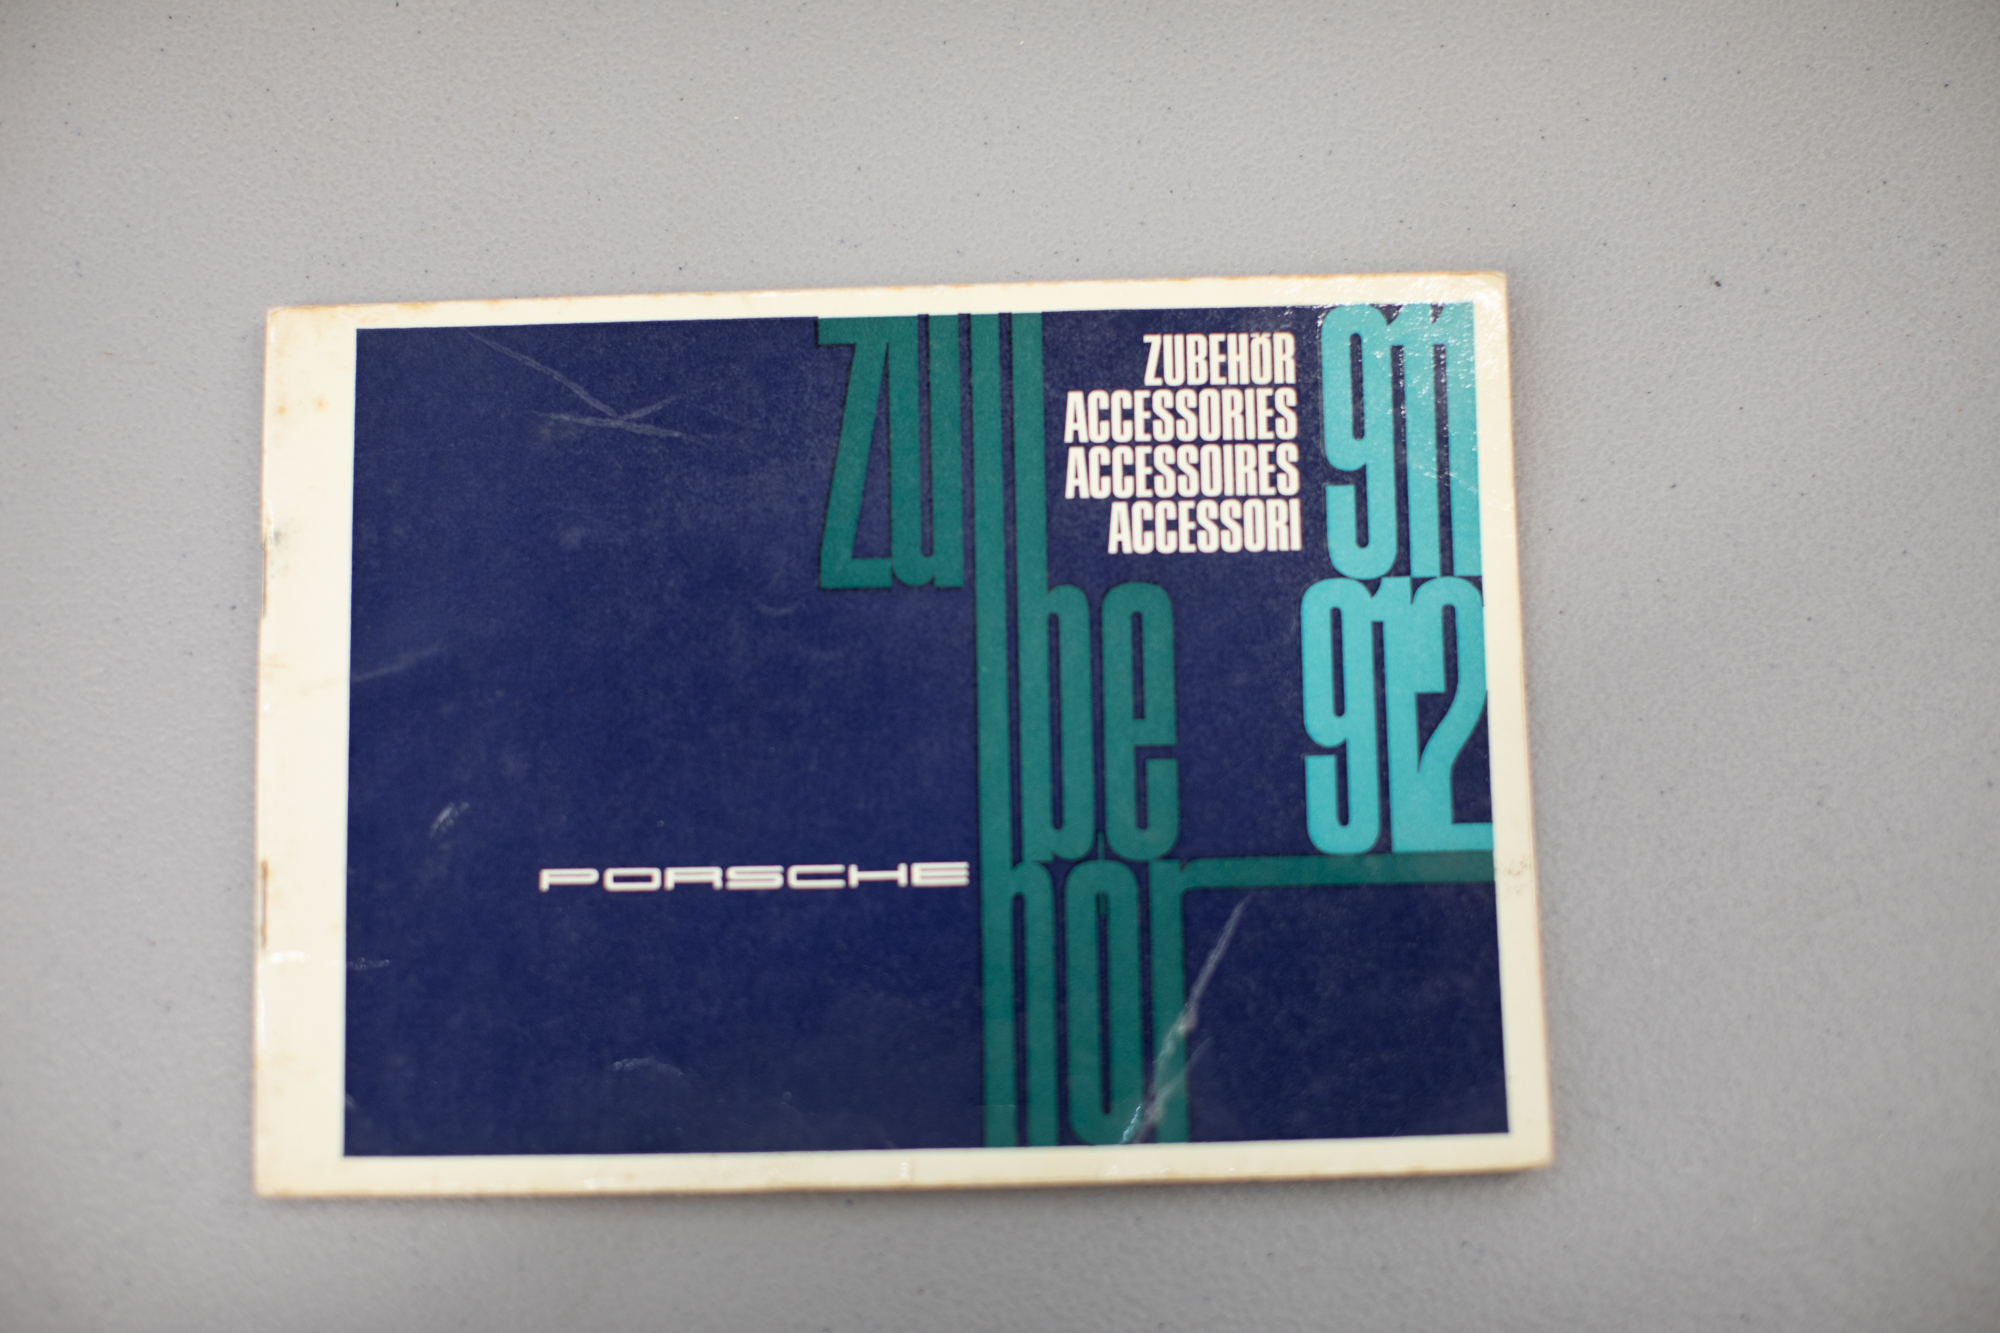 zu
be
hör
ZUBEHÖR
ACCESSORIES
ACCESSOIRES
ACCESSORI
911
912
PORSCHE